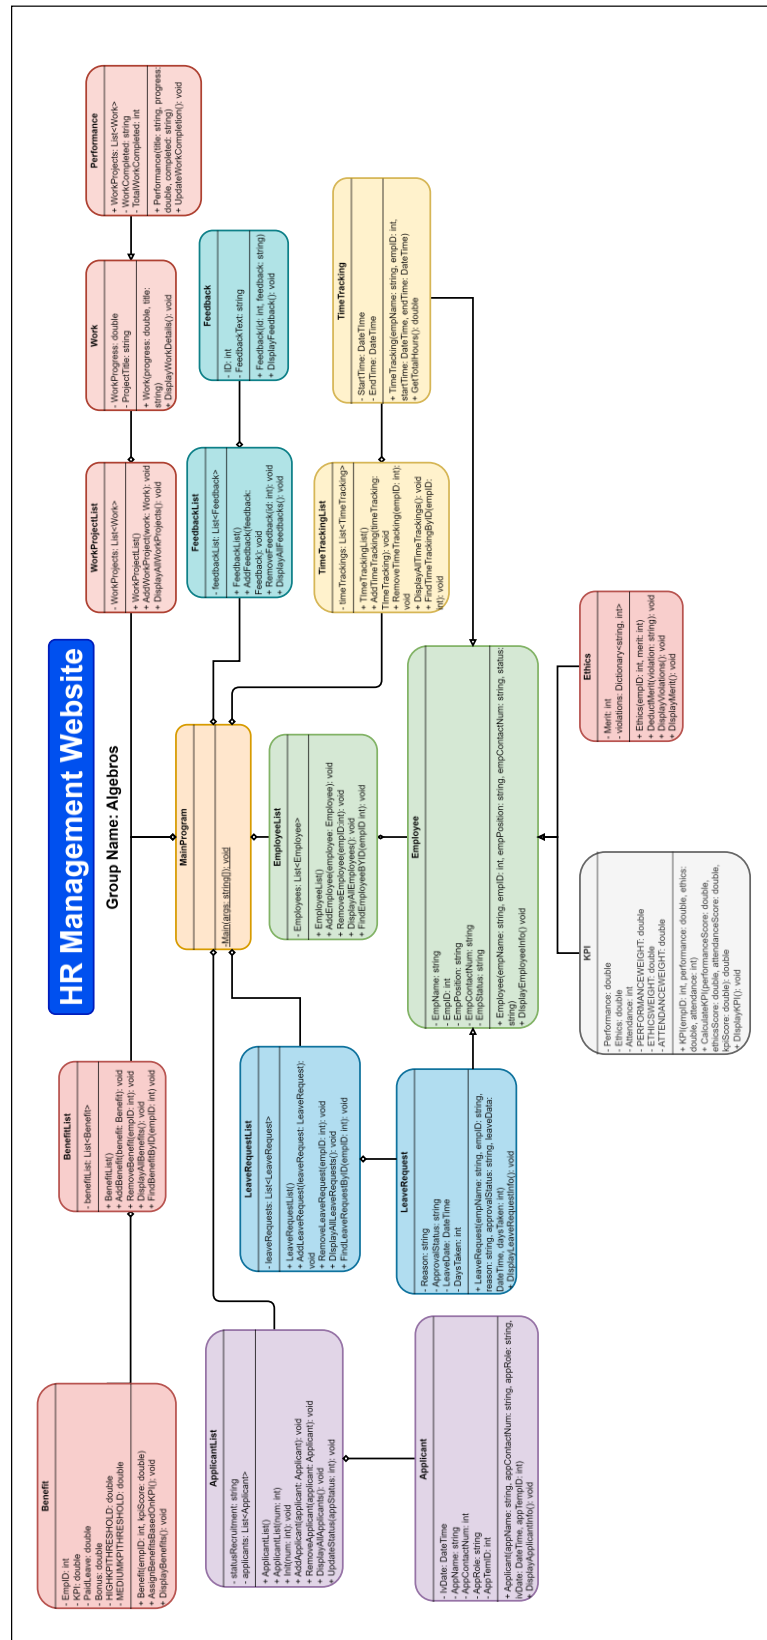 HR Management Website
Group Name: Algebros
Benefit
- EmpID: int
- KPI: double
- PaidLeave: double
- Bonus: double
- HIGHKPITHRESHOLD: double
- MEDIUMKPITHRESHOLD: double
+ Benefit(empID: int, kpiScore: double)
+ AssignBenefitsBasedOnKPI(): void
+ DisplayBenefits(): void
BenefitList
- benefitList: List<Benefit>
+ BenefitList()
+ AddBenefit(benefit: Benefit): void
+ RemoveBenefit(empID: int): void
+ DisplayAllBenefits(): void
+ FindBenefitByID(empID: int) void
WorkProjectList
- WorkProjects: List<Work>
+ WorkProjectList()
+ AddWorkProject(work: Work): void
+ DisplayAllWorkProjects(): void
Work
- WorkProgress: double
- ProjectTitle: string
+ Work(progress: double, title:
string)
+ DisplayWorkDetails(): void
Performance
+ WorkProjects: List<Work>
- WorkCompleted: string
- TotalWorkCompleted: int
+ Performance(title: string, progress:
double, completed: string)
+ UpdateWorkCompletion(): void
MainProgram
-Main(args: string[]): void
FeedbackList
- feedbackList: List<Feedback>
+ FeedbackList()
+ AddFeedback(feedback:
Feedback): void
+ RemoveFeedback(id: int): void
+ DisplayAllFeedbacks(): void
Feedback
- ID: int
- FeedbackText: string
+ Feedback(id: int, feedback: string)
+ DIsplayFeedback(): void
ApplicantList
- statusRecruitment: string
- applicants: List<Applicant>
+ ApplicantList()
+ ApplicantList(num: int)
+ Init(num: int): void
+ AddApplicant(applicant: Applicant): void
+ RemoveApplicant(applicant: Applicant): void
+ DisplayAllApplicants(): void
+ UpdateStatus(appStatus: int): void
LeaveRequestList
- leaveRequests: List<LeaveRequest>
+ LeaveRequestList()
+ AddLeaveRequest(leaveRequest: LeaveRequest):
void
+ RemoveLeaveRequest(empID: int): void
+ DIsplayAllLeaveRequests(): void
+ FindLeaveRequestByID(empID: int): void
EmployeeList
- Employees: List<Employee>
+ EmployeeList()
+ AddEmployee(employee: Employee): void
+ RemoveEmployee(empID:int): void
+ DisplayAllEmployees(): void
+ FindEmployeeBYID(empID int): void
TimeTrackingList
- timeTrackings: List<TimeTracking>
+ TimeTrackingList()
+ AddTimeTracking(timeTracking:
TImeTracking): void
+ RemoveTimeTracking(empID: int):
void
+ DisplayAllTimeTrackings(): void
+ FindTimeTrackingByID(empID:
int): void
TimeTracking
- StartTime: DateTime
- EndTime: DateTime
+ TimeTracking(empName: string, empID: int,
startTime: DateTime, endTime: DateTime)
+ GetTotalHours(): double
Applicant
- IvDate: DateTime
- AppName: string
- AppContactNum: int
- AppRole: string
- AppTemID: int
+ Applicant(appName: string, appContactNum: string, appRole: string,
ivDate: DateTime, appTempID: int)
+ DisplayApplicantInfo(): void
LeaveRequest
- Reason: string
- ApprovalStatus: string
- LeaveDate: DateTime
- DaysTaken: int
+ LeaveRequest(empName: string, empID: string,
reason: string, approvalStatus: string, leaveData:
DateTime, daysTaken: int)
+ DIsplayLeaveRequestInfo(): void
Employee
- EmpName: string
- EmpID: int
- EmpPosition: string
- EmpContactNum: string
- EmpStatus: string
+ Employee(empName: string, empID: int, empPosition: string, empContactNum: string, status:
string)
+ DIsplayEmployeeInfo() void
KPI
- Performance: double
- Ethics: double
- Attendance: int
- PERFORMANCEWEIGHT: double
- ETHICSWEIGHT: double
- ATTENDANCEWEIGHT: double
+ KPI(empID: int, performance: double, ethics:
double, attendance: int)
+ CalculateKPI(performanceScore: double,
ethicsScore: double, attendanceScore: double,
kpiScore: double): double
+ DIsplayKPI(): void
Ethics
- Merit: int
- violations: Dictionary<string, int>
+ Ethics(empID: int, merit: int)
+ DeductMerit(violation: string): void
+ DIsplayViolations(): void
+ DIsplayMerit(): void